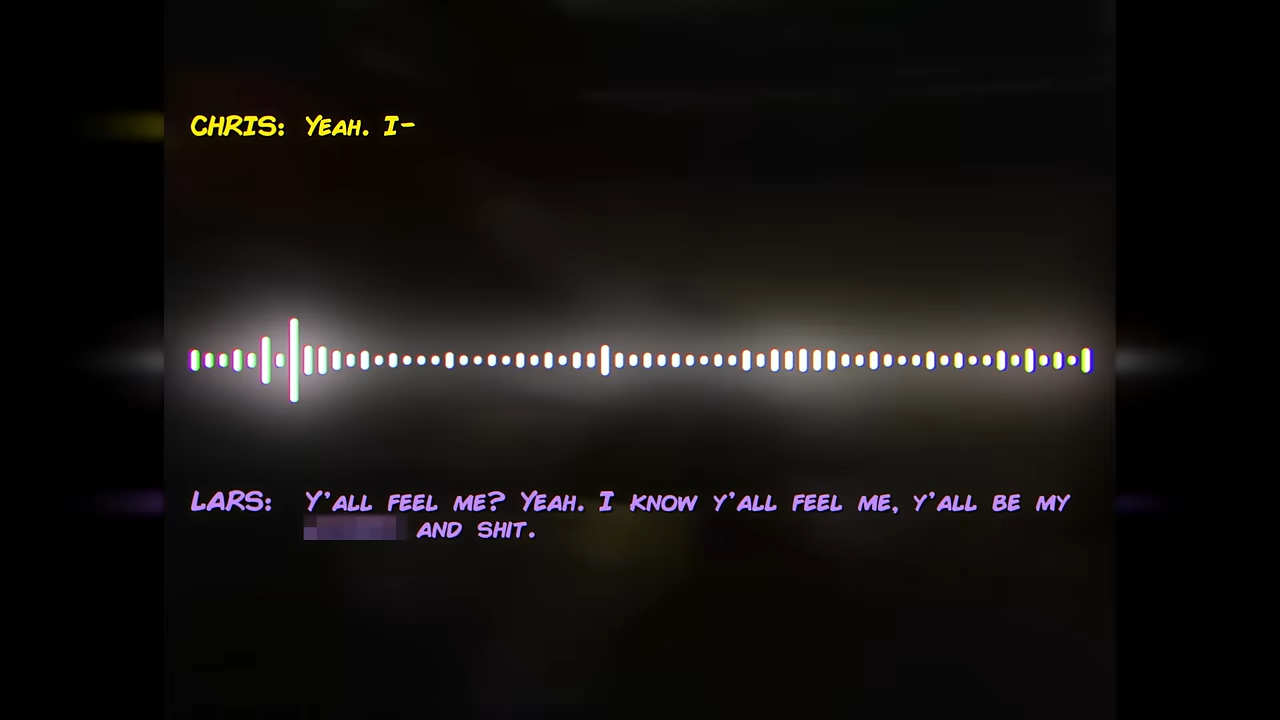 CHRIS: YEAH. I-
LARS: Y'ALL FEEL ME? YEAH. I KNOW Y'ALL FEEL ME, Y'ALL BE MY
AND SHIT.